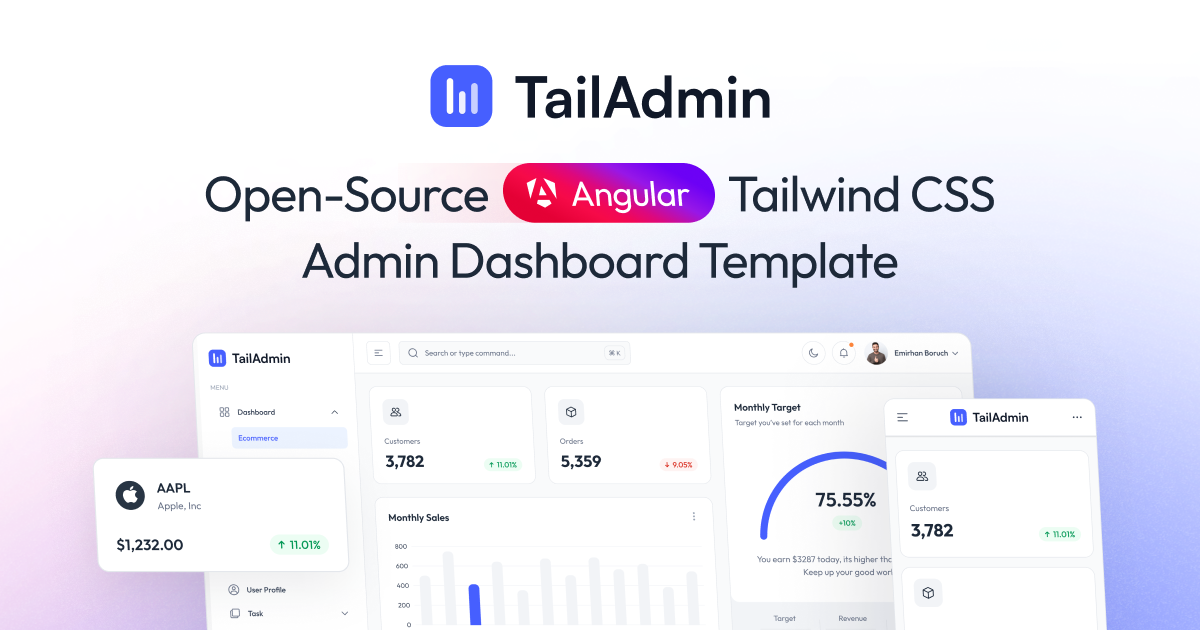 TailAdmin
Open-Source Angular Tailwind CSS
Admin Dashboard Template
TailAdmin
MENU
Dashboard
Ecommerce
AAPL
Apple, Inc
$1,232.00
↑ 11.01%
User Profile
Task
Search or type command...
⌘ K
Emirhan Boruch
Customers
3,782
↑ 11.01%
Orders
5,359
↓ 9.05%
Monthly Sales
800
600
400
200
0
Monthly Target
Target you've set for each month
75.55%
+10%
You earn $3287 today, its higher
Keep up your good
Target
Revenue
TailAdmin
Customers
3,782
↑ 11.01%